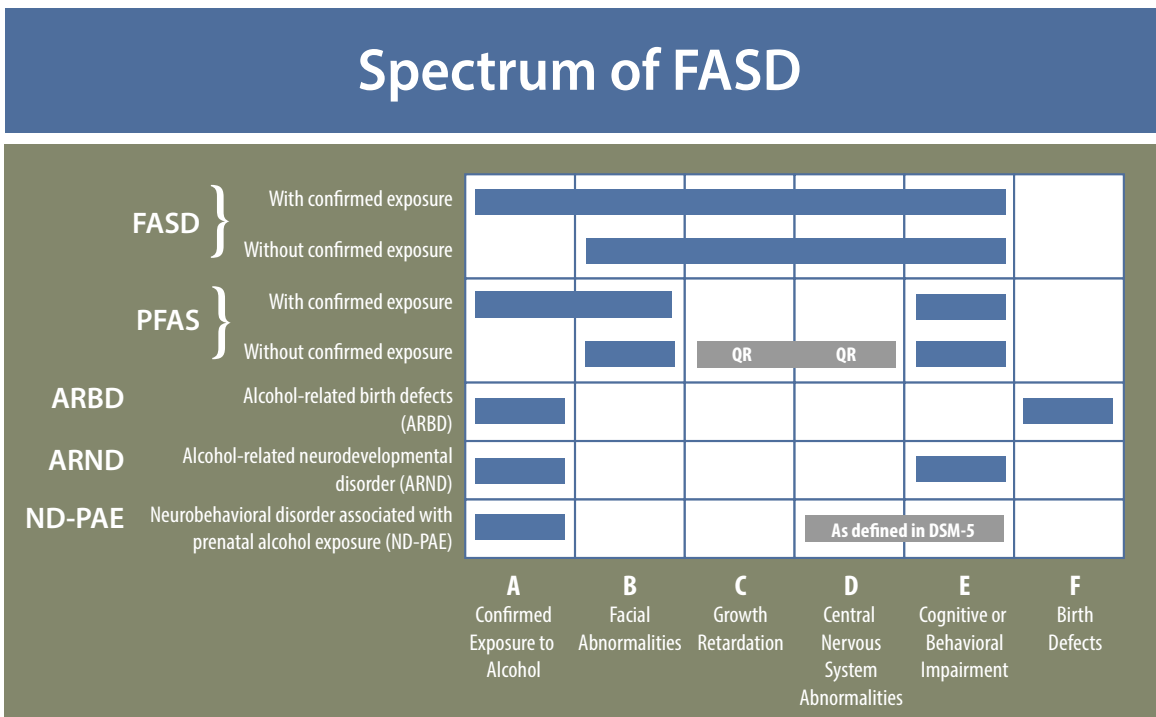 Spectrum of FASD
FASD
}
With confirmed exposure
Without confirmed exposure
PFAS
}
With confirmed exposure
Without confirmed exposure
QR
QR
ARBD
Alcohol-related birth defects
(ARBD)
ARND
Alcohol-related neurodevelopmental
disorder (ARND)
ND-PAE
Neurobehavioral disorder associated with
prenatal alcohol exposure (ND-PAE)
As defined in DSM-5
A
Confirmed
Exposure to
Alcohol
B
Facial
Abnormalities
C
Growth
Retardation
D
Central
Nervous
System
Abnormalities
E
Cognitive or
Behavioral
Impairment
F
Birth
Defects